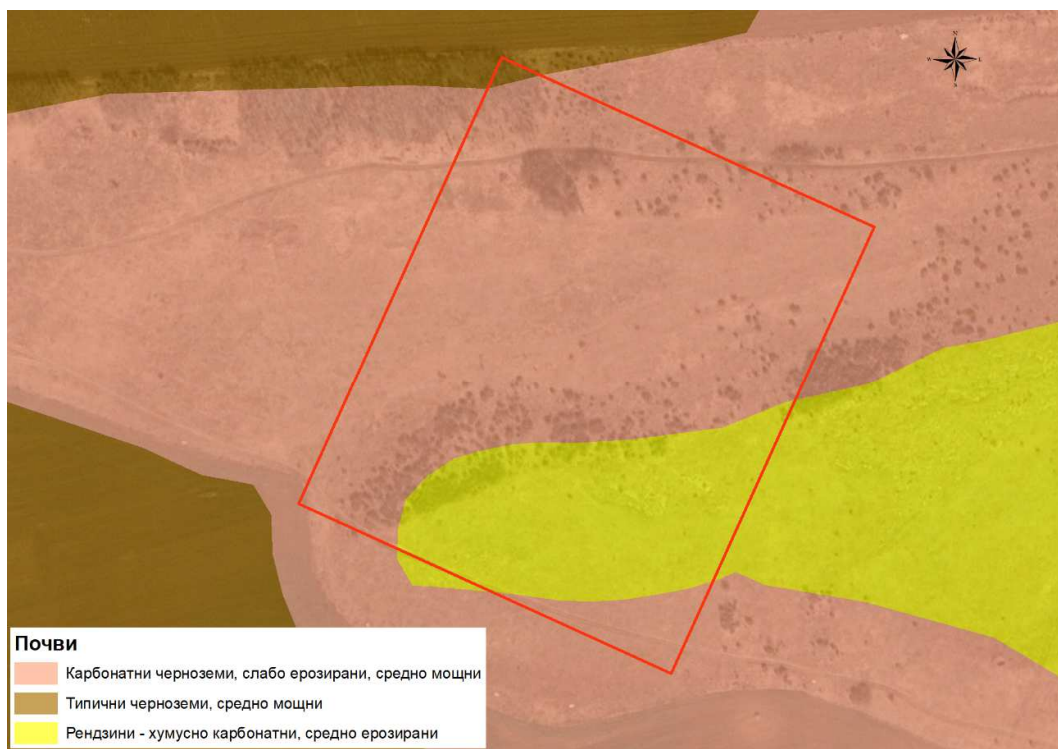 N
W E
S
Почви
Карбонатни черноземи, слабо ерозирани, средно мощни
Типични черноземи, средно мощни
Рендзини - хумусно карбонатни, средно ерозирани